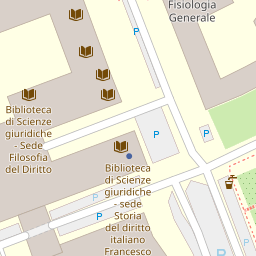 Fisiologia
Generale
P
Biblioteca
di Scienze
giuridiche
- Sede
Filosofia
del Diritto
P
P
Biblioteca
di Scienze
giuridiche
- sede
Storia
del diritto
italiano
Francesco
P
P
P